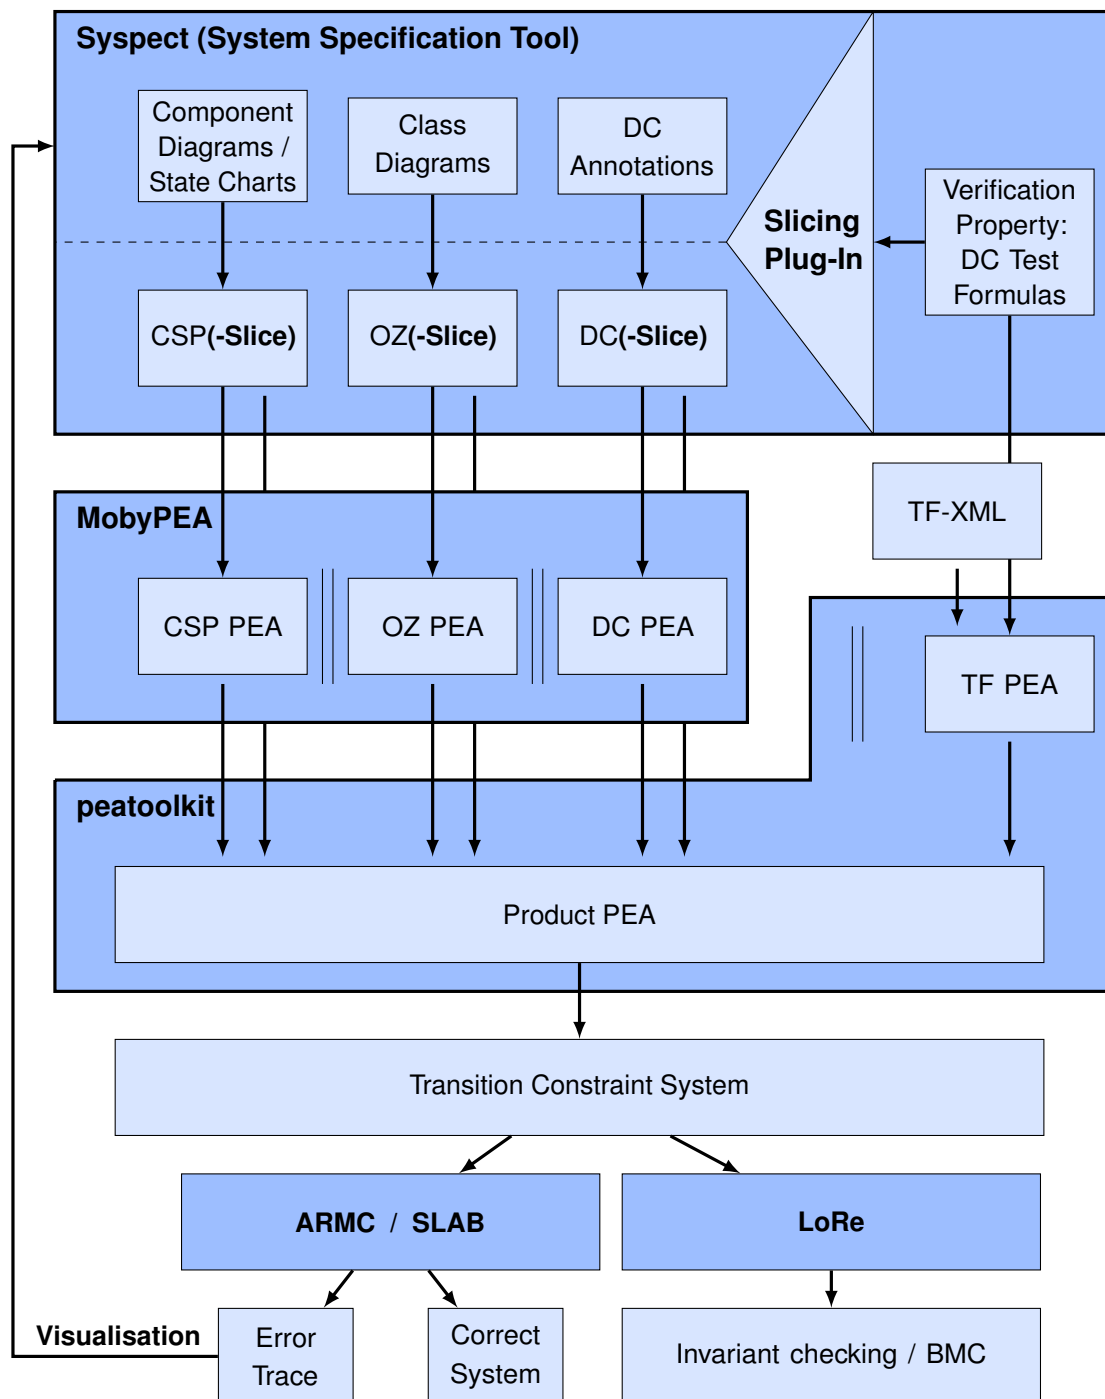 Syspect (System Specification Tool)
Component
Diagrams /
State Charts
Class
Diagrams
DC
Annotations
Slicing
Plug-In
Verification
Property:
DC Test
Formulas
CSP(-Slice)
OZ(-Slice)
DC(-Slice)
TF-XML
MobyPEA
CSP PEA
OZ PEA
DC PEA
TF PEA
peatoolkit
Product PEA
Transition Constraint System
ARMC / SLAB
LoRe
Visualisation
Error
Trace
Correct
System
Invariant checking / BMC